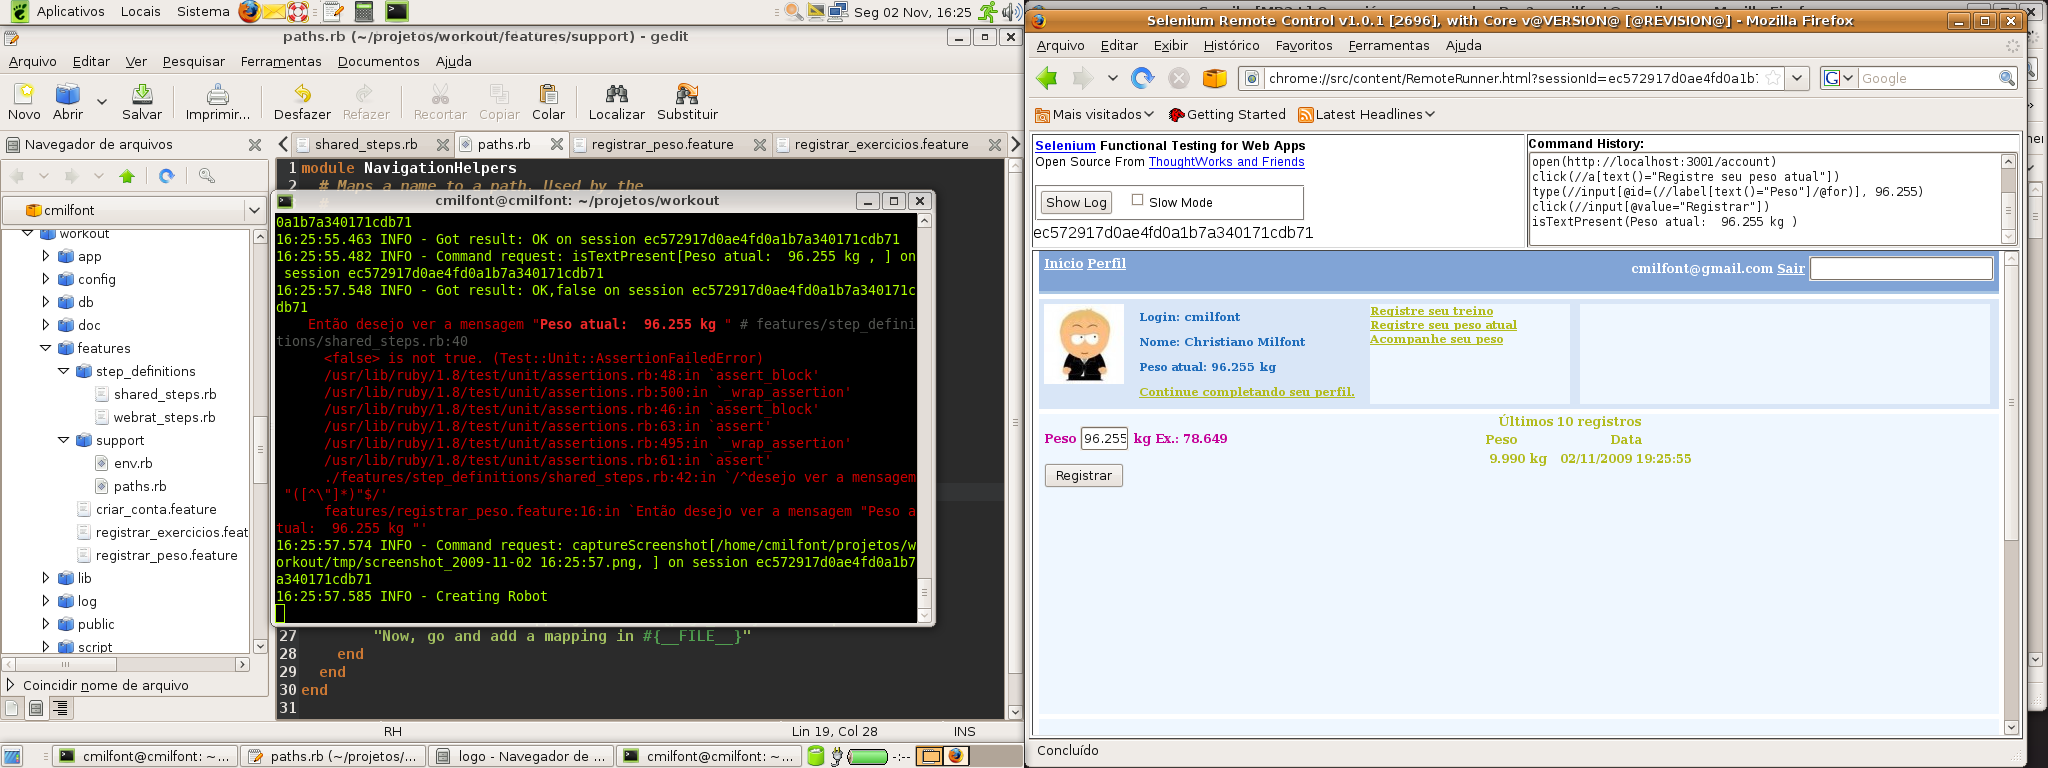 Aplicativos Locais Sistema Seg 02 Nov, 16:25
paths.rb (~/projetos/workout/features/support) - gedit
Arquivo Editar Ver Pesquisar Ferramentas Documentos Ajuda
Novo Abrir Salvar Imprimir... Desfazer Refazer Recortar Copiar Colar Localizar Substituir
Navegador de arquivos
shared_steps.rb paths.rb registrar_peso.feature registrar_exercicios.feature
cmilfont
workout
app
config
db
doc
features
step_definitions
shared_steps.rb
webrat_steps.rb
support
env.rb
paths.rb
criar_conta.feature
registrar_exercicios.feat
registrar_peso.feature
lib
log
public
script
Coincidir nome de arquivo
1 module NavigationHelpers
2 # Maps a name to a path. Used by the
cmilfont@cmilfont: ~/projetos/workout
0a1b7a340171cdb71
16:25:55.463 INFO - Got result: OK on session ec572917d0ae4fd0a1b7a340171cdb71
16:25:55.482 INFO - Command request: isTextPresent[Peso atual:  96.255 kg , ] on
session ec572917d0ae4fd0a1b7a340171cdb71
16:25:57.548 INFO - Got result: OK,false on session ec572917d0ae4fd0a1b7a340171c
db71
Então desejo ver a mensagem "Peso atual:  96.255 kg " # features/step_defini
tions/shared_steps.rb:40
<false> is not true. (Test::Unit::AssertionFailedError)
/usr/lib/ruby/1.8/test/unit/assertions.rb:48:in `assert_block'
/usr/lib/ruby/1.8/test/unit/assertions.rb:500:in `_wrap_assertion'
/usr/lib/ruby/1.8/test/unit/assertions.rb:46:in `assert_block'
/usr/lib/ruby/1.8/test/unit/assertions.rb:63:in `assert'
/usr/lib/ruby/1.8/test/unit/assertions.rb:495:in `_wrap_assertion'
/usr/lib/ruby/1.8/test/unit/assertions.rb:61:in `assert'
./features/step_definitions/shared_steps.rb:42:in `/^desejo ver a mensagem
"([^\"]*)"$/'
features/registrar_peso.feature:16:in `Então desejo ver a mensagem "Peso a
tual:  96.255 kg "'
16:25:57.574 INFO - Command request: captureScreenshot[/home/cmilfont/projetos/w
orkout/tmp/screenshot_2009-11-02 16:25:57.png, ] on session ec572917d0ae4fd0a1b7
a340171cdb71
16:25:57.585 INFO - Creating Robot
27 "Now, go and add a mapping in #{__FILE__}"
28 end
29 end
30 end
31
RH Lin 19, Col 28 INS
cmilfont@cmilfont: ~... paths.rb (~/projetos/... logo - Navegador de ... cmilfont@cmilfont: ~... -:--
Selenium Remote Control v1.0.1 [2696], with Core v@VERSION@ [@REVISION@] - Mozilla Firefox
Arquivo Editar Exibir Histórico Favoritos Ferramentas Ajuda
chrome://src/content/RemoteRunner.html?sessionId=ec572917d0ae4fd0a1b7 Google
Mais visitados Getting Started Latest Headlines
Selenium Functional Testing for Web Apps
Open Source From ThoughtWorks and Friends
Show Log Slow Mode
ec572917d0ae4fd0a1b7a340171cdb71
Command History:
open(http://localhost:3001/account)
click(//a[text()="Registre seu peso atual"])
type(//input[@id=(//label[text()="Peso"]/@for)], 96.255)
click(//input[@value="Registrar"])
isTextPresent(Peso atual:  96.255 kg )
Início Perfil cmilfont@gmail.com Sair
Login: cmilfont
Nome: Christiano Milfont
Peso atual: 96.255 kg
Continue completando seu perfil.
Registre seu treino
Registre seu peso atual
Acompanhe seu peso
Peso 96.255 kg Ex.: 78.649
Registrar
Últimos 10 registros
Peso Data
9.990 kg 02/11/2009 19:25:55
Concluído